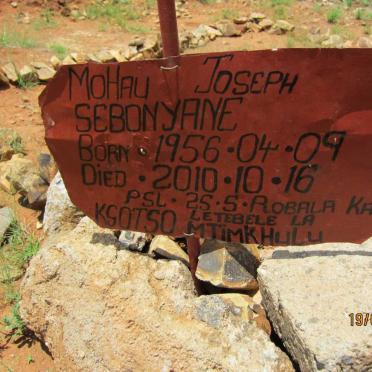 MOHAU JOSEPH
SEBONYANE
BORN · 1956 · 04 · 09
DIED · 2010 · 10 · 16
PSL · 25·5 · ROBALA KA
KGOTSO LETEBELE LA
MTIMKHULU
19/